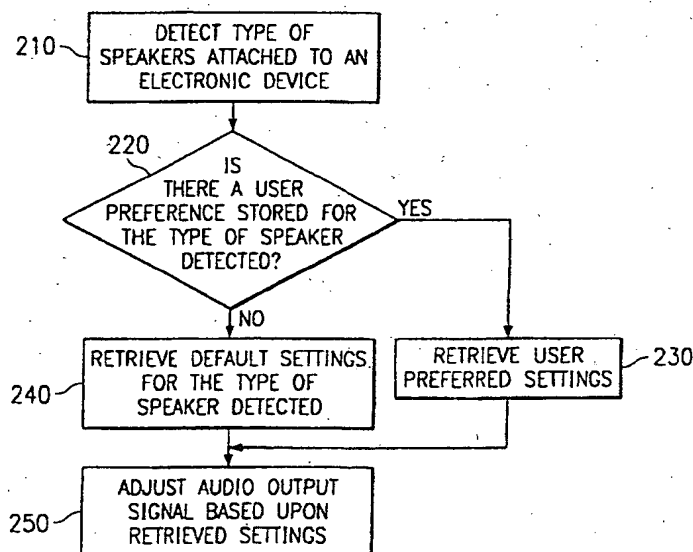 210
DETECT TYPE OF
SPEAKERS ATTACHED TO AN
ELECTRONIC DEVICE
220
IS
THERE A USER
PREFERENCE STORED FOR
THE TYPE OF SPEAKER
DETECTED?
YES
NO
240
RETRIEVE DEFAULT SETTINGS
FOR THE TYPE OF
SPEAKER DETECTED
RETRIEVE USER
PREFERRED SETTINGS
230
250
ADJUST AUDIO OUTPUT
SIGNAL BASED UPON
RETRIEVED SETTINGS